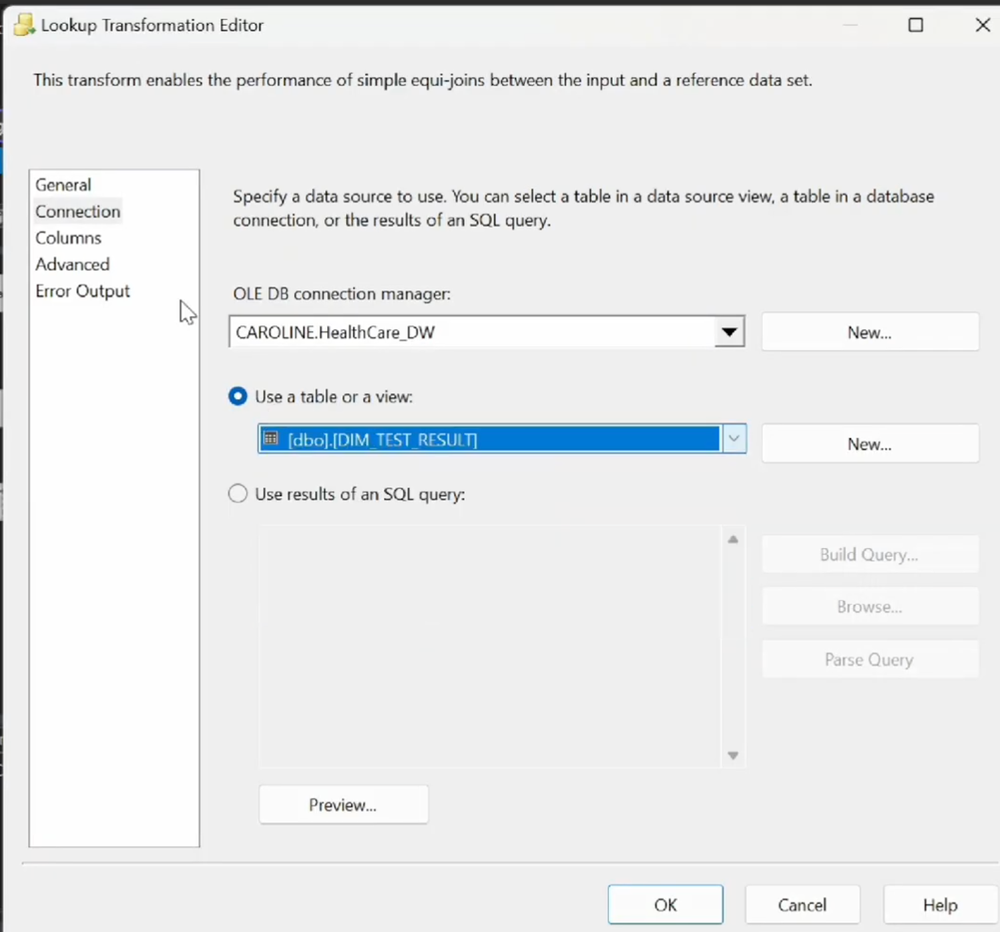 Lookup Transformation Editor
This transform enables the performance of simple equi-joins between the input and a reference data set.
General
Connection
Columns
Advanced
Error Output
Specify a data source to use. You can select a table in a data source view, a table in a database
connection, or the results of an SQL query.
OLE DB connection manager:
CAROLINE.HealthCare_DW
New...
Use a table or a view:
[dbo].[DIM_TEST_RESULT]
New...
Use results of an SQL query:
Build Query...
Browse...
Parse Query
Preview...
OK
Cancel
Help